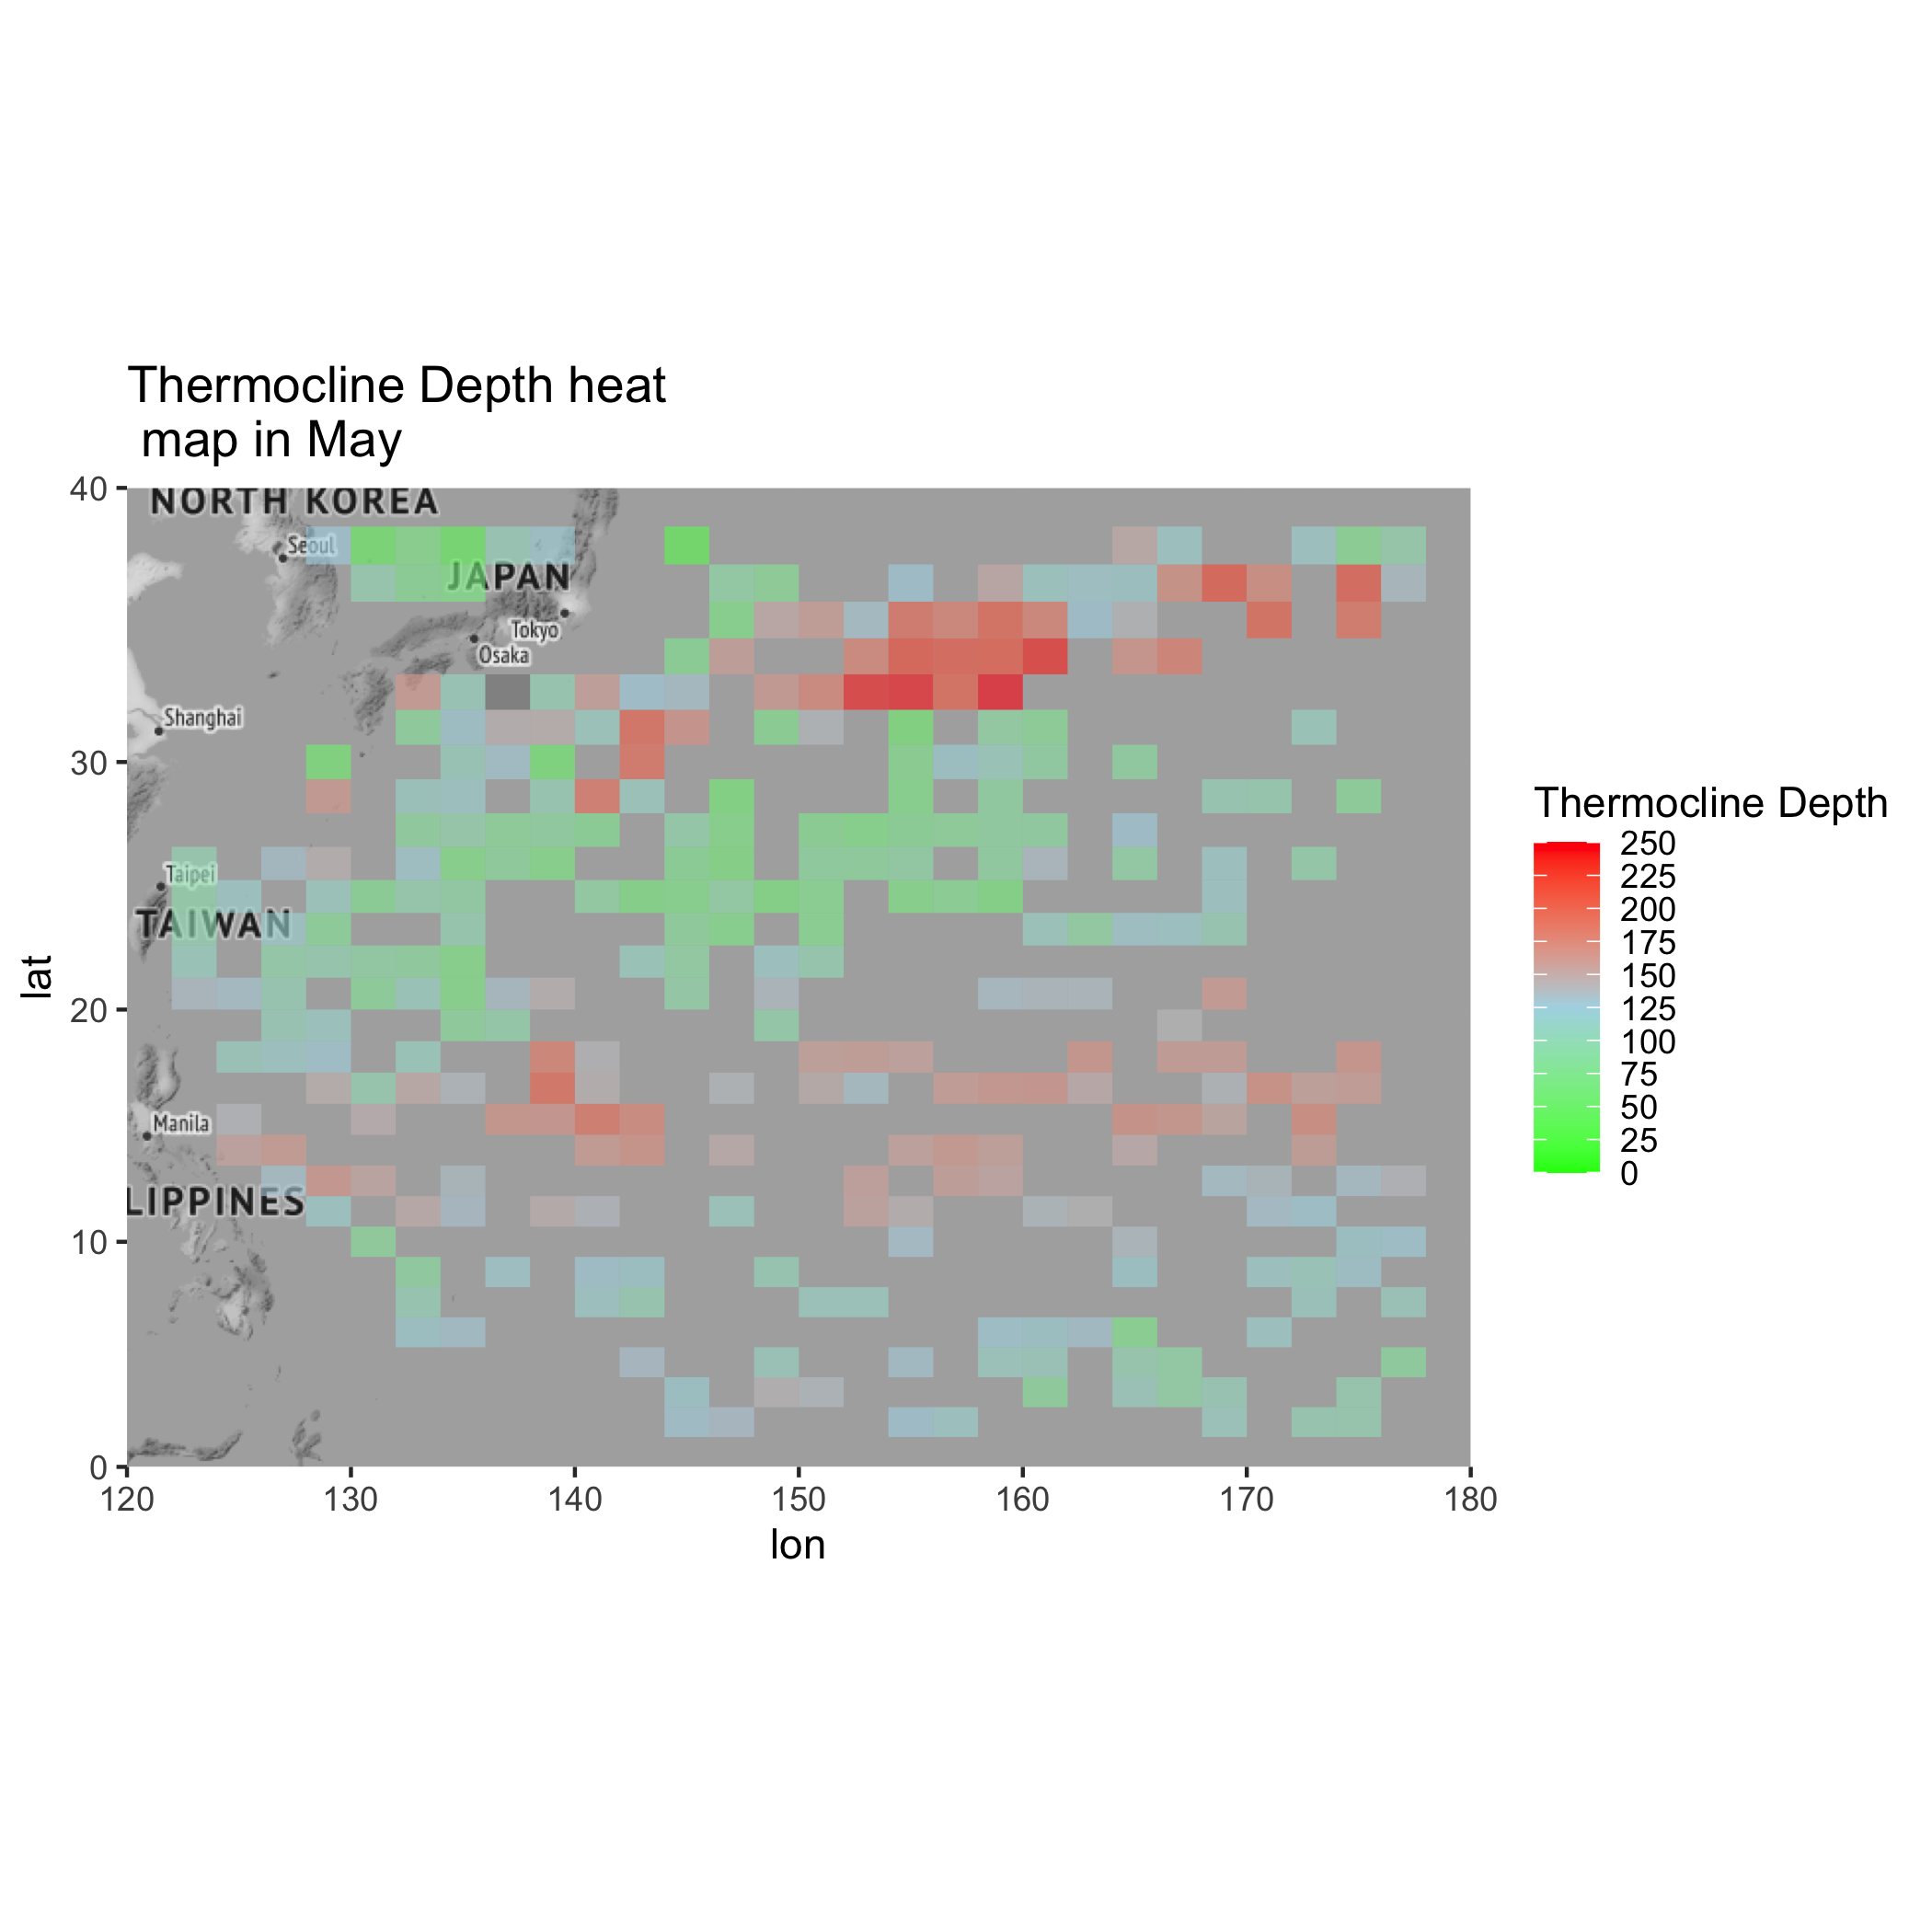 Thermocline Depth heat
map in May
40
30
20
10
0
lat
NORTH KOREA
Seoul
JAPAN
Tokyo
Osaka
Shanghai
Taipei
TAIWAN
Manila
LIPPINES
120 130 140 150 160 170 180
lon
Thermocline Depth
250
225
200
175
150
125
100
75
50
25
0